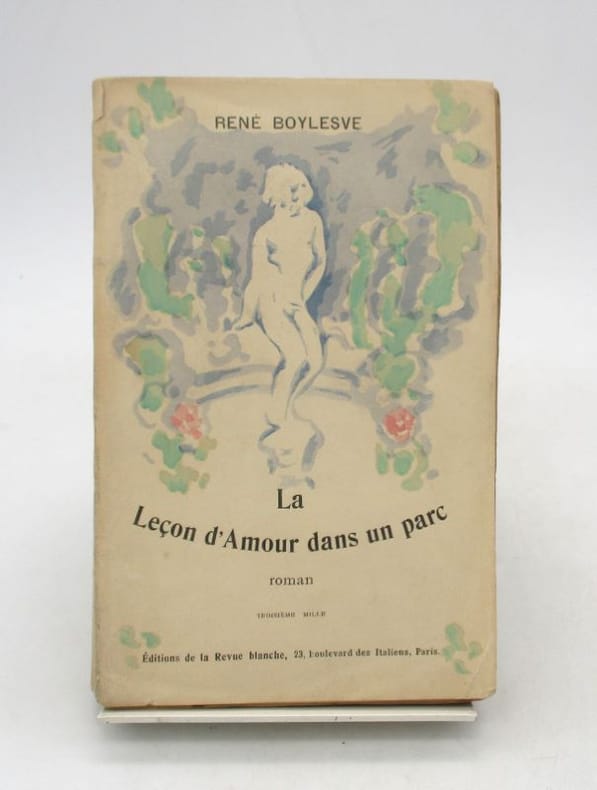 RENÉ BOYLESVE
La
Leçon d'Amour dans un parc
roman
TROISIÈME MILLE
Éditions de la Revue blanche, 23, boulevard des Italiens, Paris.